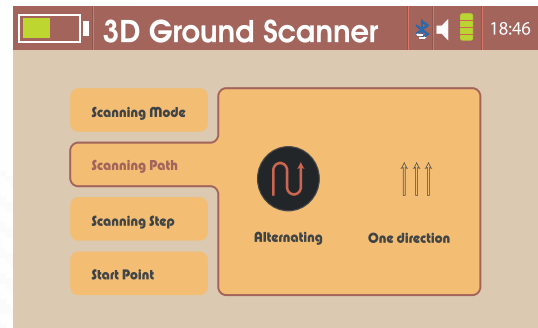 3D Ground Scanner 18:46
Scanning Mode
Scanning Path
Scanning Step
Start Point
Alternating
One direction